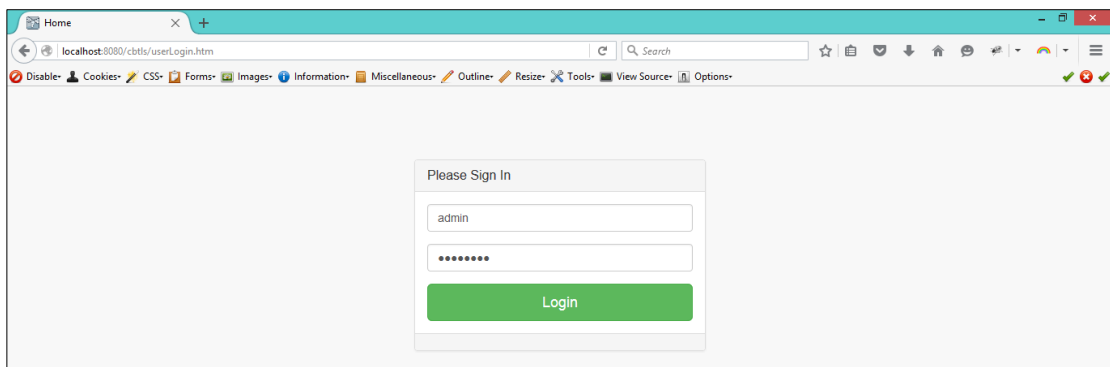 Home
localhost:8080/cbtls/userLogin.htm
Search
Disable Cookies CSS Forms Images Information Miscellaneous Outline Resize Tools View Source Options
Please Sign In
admin
••••••••
Login